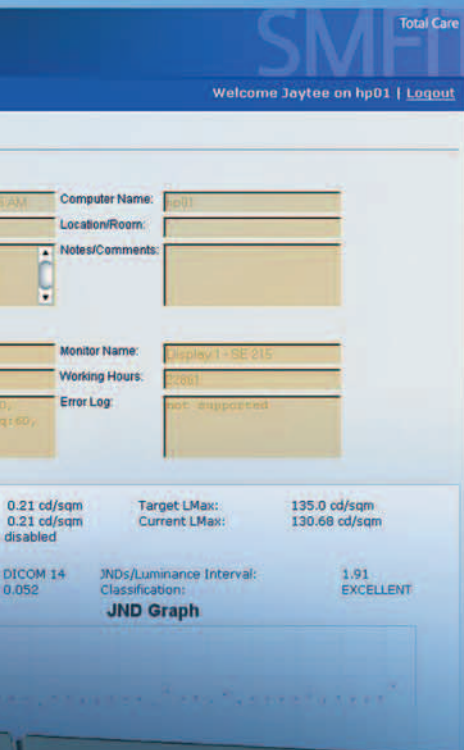 Total Care
SMFIT
Welcome Jaytee on hp01 | Logout
AM Computer Name: hp01
Location/Room:
Notes/Comments:
Monitor Name: Display 1 - SE 215
Working Hours: 22861
Error Log: not supported
q:60,
0.21 cd/sqm Target LMax: 135.0 cd/sqm
0.21 cd/sqm Current LMax: 130.68 cd/sqm
disabled
DICOM 14 JNDs/Luminance Interval: 1.91
0.052 Classification: EXCELLENT
JND Graph